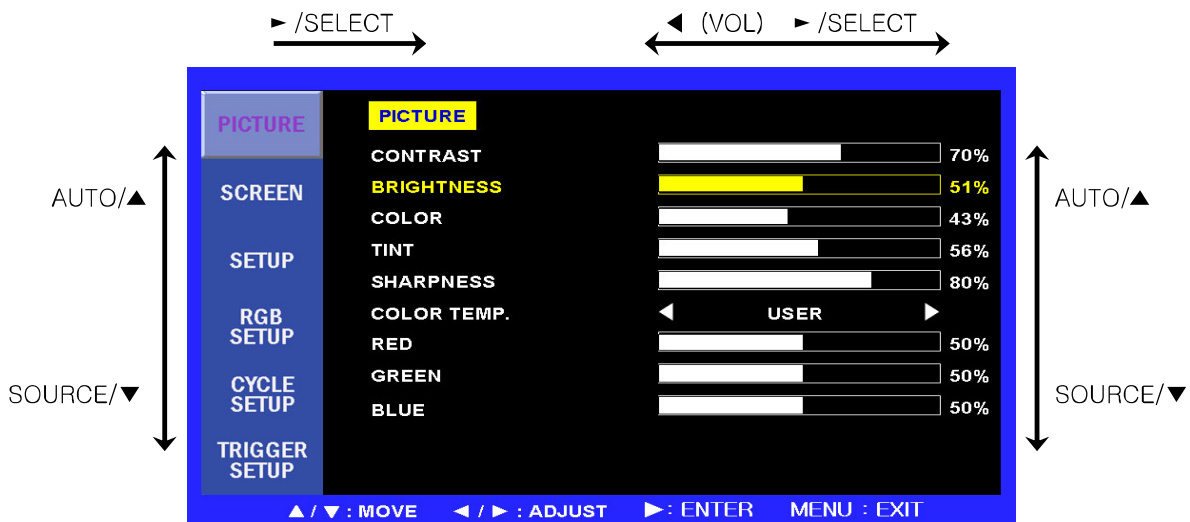 ► /SELECT
◄ (VOL) ► /SELECT
AUTO/▲
SOURCE/▼
PICTURE
SCREEN
SETUP
RGB
SETUP
CYCLE
SETUP
TRIGGER
SETUP
PICTURE
CONTRAST 70%
BRIGHTNESS 51%
COLOR 43%
TINT 56%
SHARPNESS 80%
COLOR TEMP. ◄ USER ►
RED 50%
GREEN 50%
BLUE 50%
▲ / ▼ : MOVE ◄ / ► : ADJUST ►: ENTER MENU : EXIT
AUTO/▲
SOURCE/▼